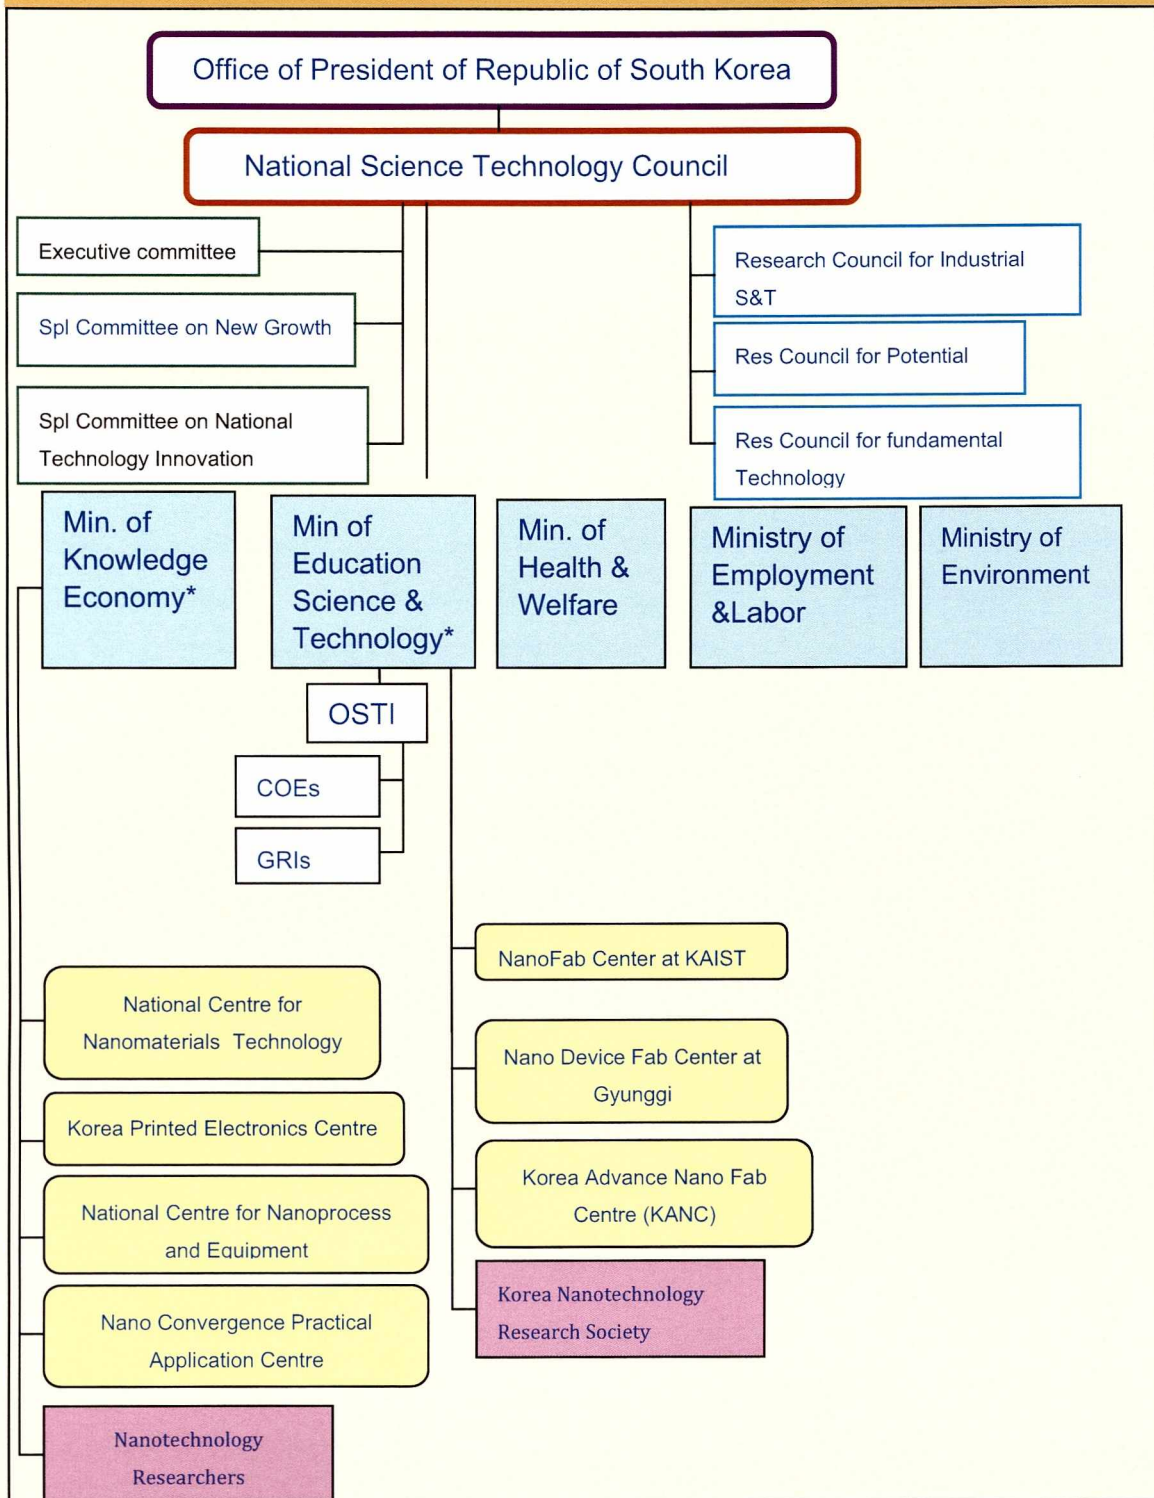 Office of President of Republic of South Korea
National Science Technology Council
Executive committee
Spl Committee on New Growth
Spl Committee on National
Technology Innovation
Research Council for Industrial
S&T
Res Council for Potential
Res Council for fundamental
Technology
Min. of
Knowledge
Economy*
Min of
Education
Science &
Technology*
Min. of
Health &
Welfare
Ministry of
Employment
&Labor
Ministry of
Environment
OSTI
COEs
GRIs
National Centre for
Nanomaterials Technology
Korea Printed Electronics Centre
National Centre for Nanoprocess
and Equipment
Nano Convergence Practical
Application Centre
Nanotechnology
Researchers
NanoFab Center at KAIST
Nano Device Fab Center at
Gyunggi
Korea Advance Nano Fab
Centre (KANC)
Korea Nanotechnology
Research Society